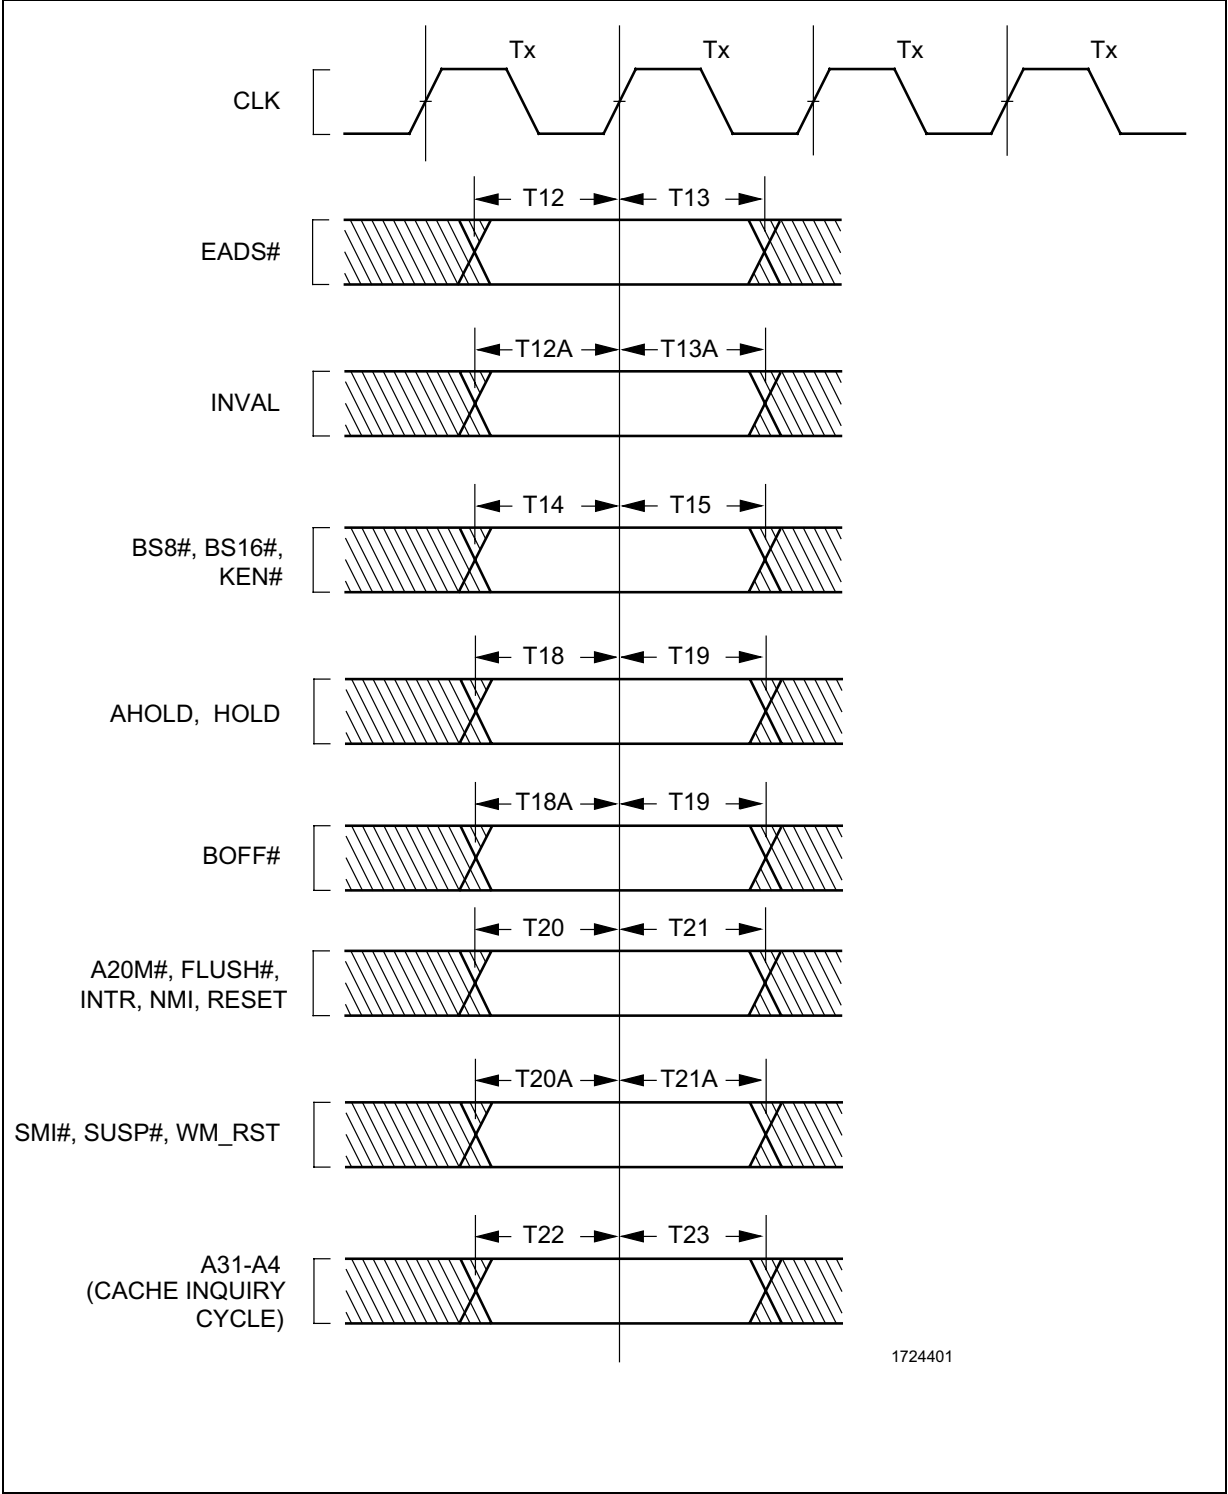 Tx Tx Tx Tx
CLK
T12 T13
EADS#
T12A T13A
INVAL
T14 T15
BS8#, BS16#,
KEN#
T18 T19
AHOLD, HOLD
T18A T19
BOFF#
T20 T21
A20M#, FLUSH#,
INTR, NMI, RESET
T20A T21A
SMI#, SUSP#, WM_RST
T22 T23
A31-A4
(CACHE INQUIRY
CYCLE)
1724401